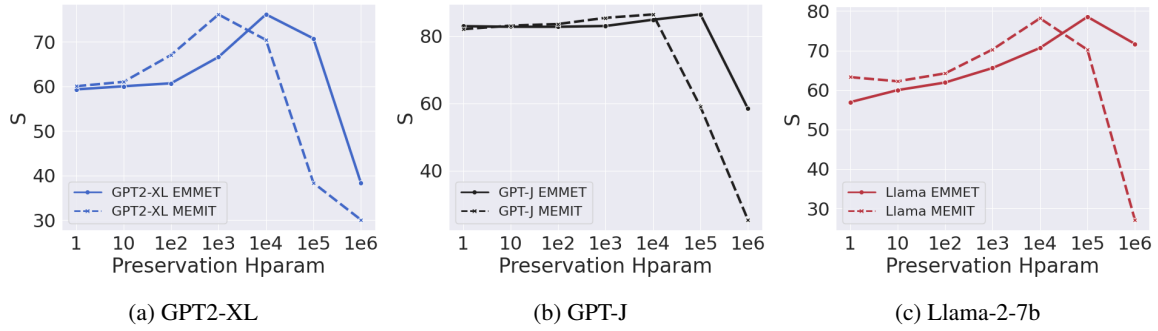 S
70
60
50
40
30
GPT2-XL EMMET
GPT2-XL MEMIT
1 10 1e2 1e3 1e4 1e5 1e6
Preservation Hparam
(a) GPT2-XL
S
80
60
40
GPT-J EMMET
GPT-J MEMIT
1 10 1e2 1e3 1e4 1e5 1e6
Preservation Hparam
(b) GPT-J
S
80
70
60
50
40
30
Llama EMMET
Llama MEMIT
1 10 1e2 1e3 1e4 1e5 1e6
Preservation Hparam
(c) Llama-2-7b